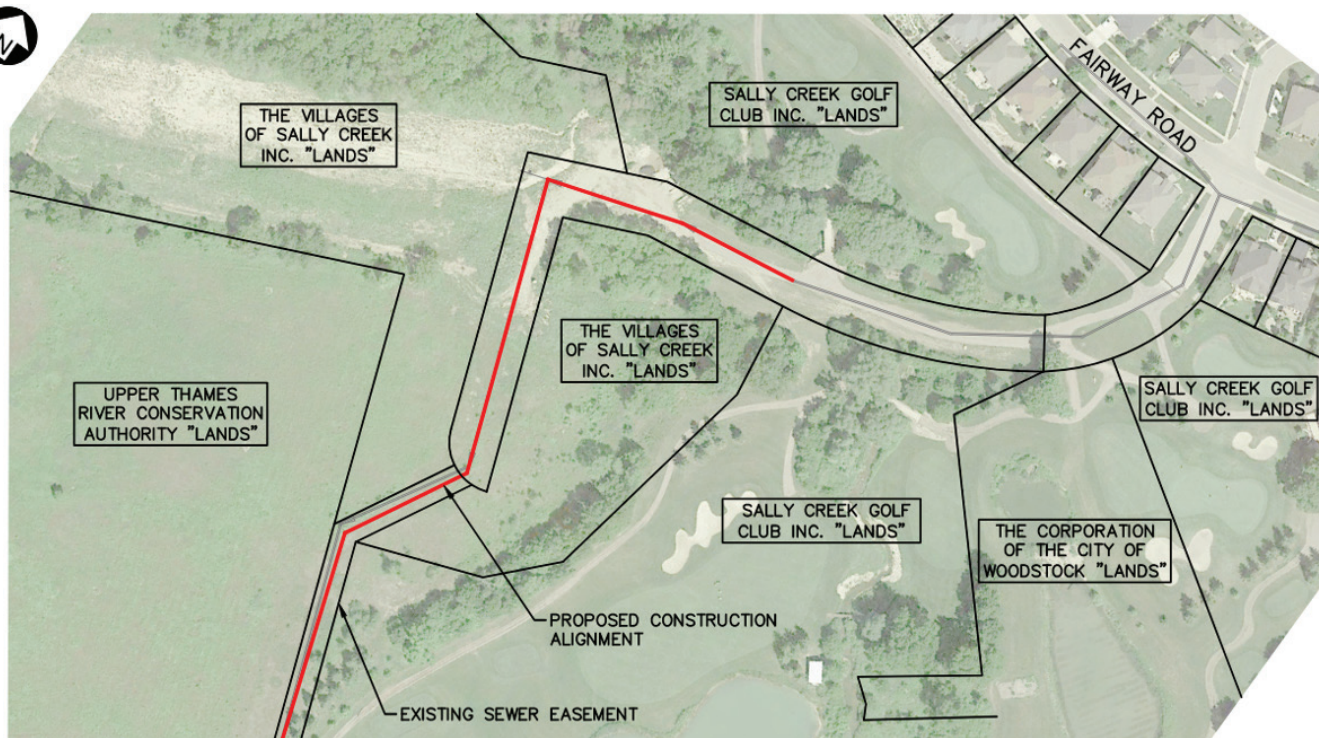 N
THE VILLAGES
OF SALLY CREEK
INC. "LANDS"
SALLY CREEK GOLF
CLUB INC. "LANDS"
FAIRWAY ROAD
UPPER THAMES
RIVER CONSERVATION
AUTHORITY "LANDS"
THE VILLAGES
OF SALLY CREEK
INC. "LANDS"
SALLY CREEK GOLF
CLUB INC. "LANDS"
SALLY CREEK GOLF
CLUB INC. "LANDS"
THE CORPORATION
OF THE CITY OF
WOODSTOCK "LANDS"
PROPOSED CONSTRUCTION
ALIGNMENT
EXISTING SEWER EASEMENT